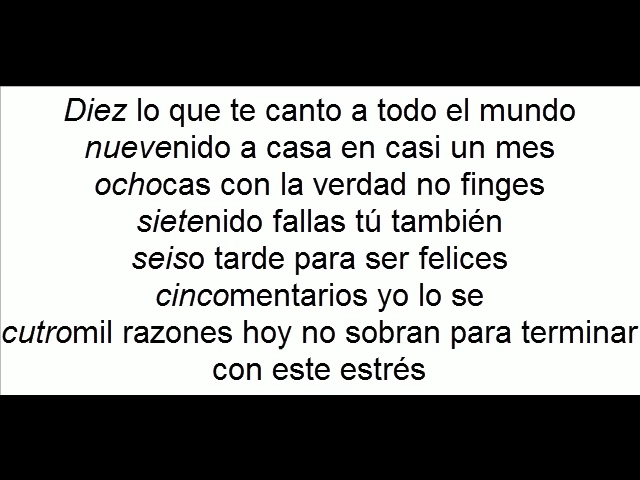 Diez lo que te canto a todo el mundo
nuevenido a casa en casi un mes
ochocas con la verdad no finges
sietenido fallas tú también
seiso tarde para ser felices
cincomentarios yo lo se
cutromil razones hoy no sobran para terminar
con este estrés